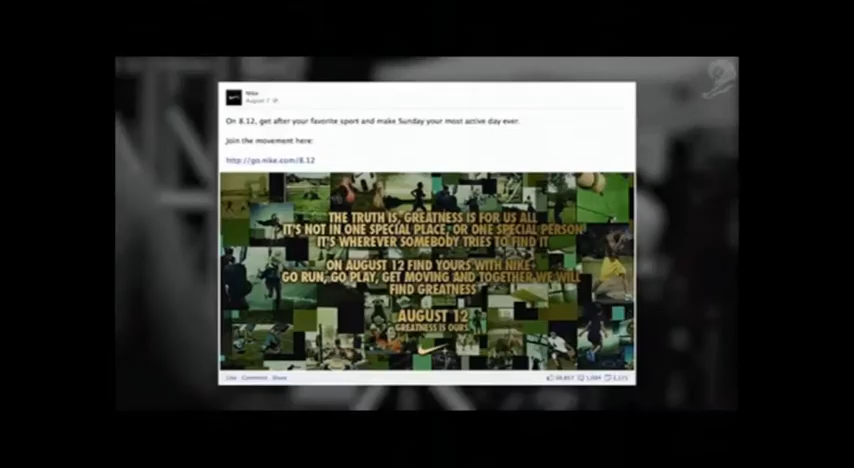 Nike
August 7
On 8.12, get after your favorite sport and make Sunday your most active day ever.
Join the movement here:
http://go.nike.com/8.12
THE TRUTH IS, GREATNESS IS FOR US ALL
IT'S NOT IN ONE SPECIAL PLACE, OR ONE SPECIAL PERSON
IT'S WHEREVER SOMEBODY TRIES TO FIND IT
ON AUGUST 12 FIND YOURS WITH NIKE.
GO RUN, GO PLAY, GET MOVING AND TOGETHER WE WILL
FIND GREATNESS
AUGUST 12
GREATNESS IS OURS.
Like Comment Share